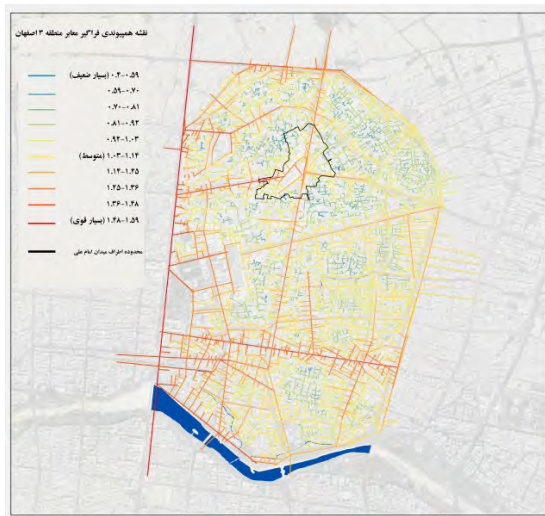 نقشه همپیوندی فراگیر معابر منطقه ۳ اصفهان
۰.۴-۰.۵۹ (بسیار ضعیف)
۰.۵۹-۰.۷۰
۰.۷۰-۰.۸۱
۰.۸۱-۰.۹۲
۰.۹۲-۱.۰۳
۱.۰۳-۱.۱۴ (متوسط)
۱.۱۴-۱.۲۵
۱.۲۵-۱.۳۶
۱.۳۶-۱.۴۸
۱.۴۸-۱.۵۹ (بسیار قوی)
محدوده اطراف میدان امام علی